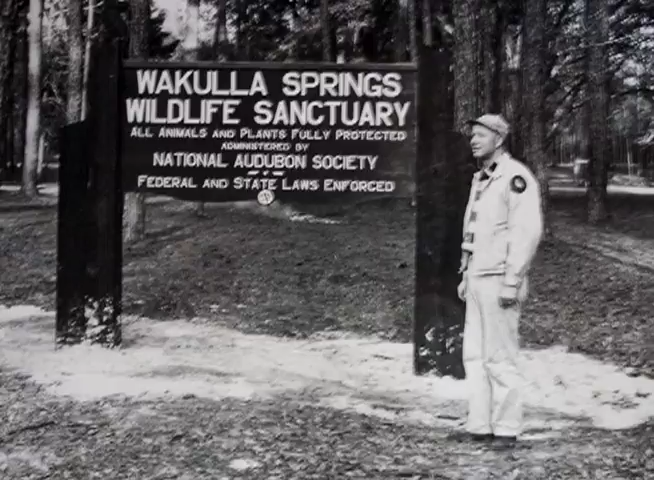 WAKULLA SPRINGS
WILDLIFE SANCTUARY
ALL ANIMALS AND PLANTS FULLY PROTECTED
ADMINISTERED BY
NATIONAL AUDUBON SOCIETY
FEDERAL AND STATE LAWS ENFORCED